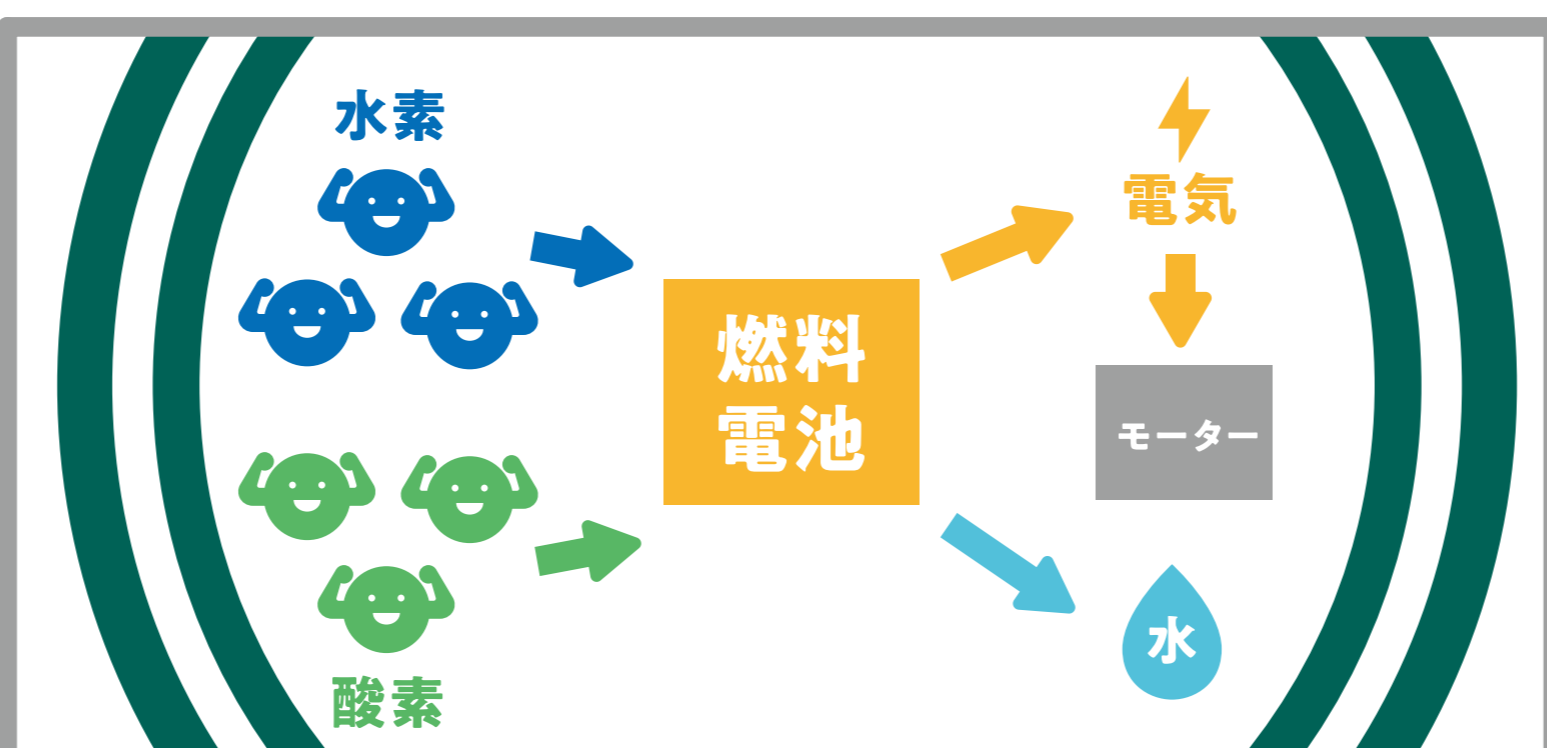 水素
酸素
燃料
電池
電気
モーター
水